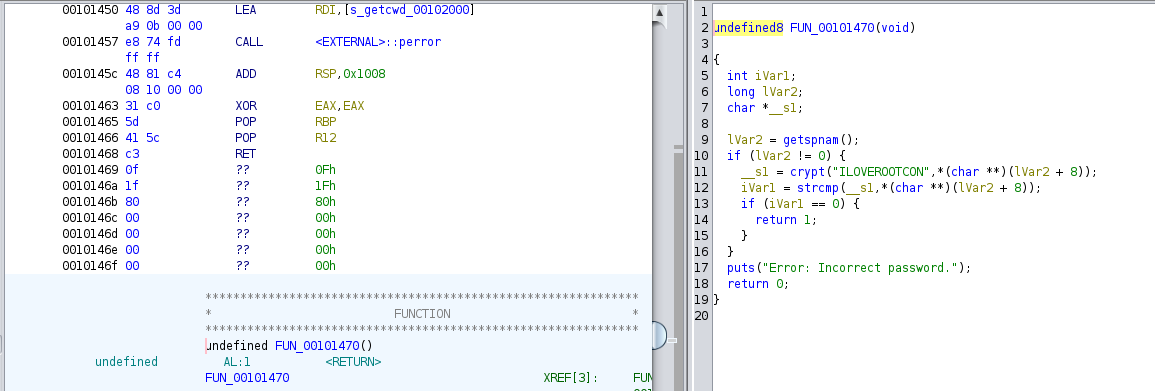 00101450 48 8d 3d LEA RDI,[s_getcwd_00102000]
a9 0b 00 00
00101457 e8 74 fd CALL <EXTERNAL>::perror
ff ff
0010145c 48 81 c4 ADD RSP,0x1008
08 10 00 00
00101463 31 c0 XOR EAX,EAX
00101465 5d POP RBP
00101466 41 5c POP R12
00101468 c3 RET
00101469 0f ?? 0Fh
0010146a 1f ?? 1Fh
0010146b 80 ?? 80h
0010146c 00 ?? 00h
0010146d 00 ?? 00h
0010146e 00 ?? 00h
0010146f 00 ?? 00h
**************************************************************
* FUNCTION *
**************************************************************
undefined FUN_00101470()
undefined AL:1 <RETURN>
FUN_00101470 XREF[3]: FUN
1
2 undefined8 FUN_00101470(void)
3
4 {
5 int iVar1;
6 long lVar2;
7 char *__s1;
8
9 lVar2 = getspnam();
10 if (lVar2 != 0) {
11 __s1 = crypt("ILOVEROOTCON",*(char **)(lVar2 + 8));
12 iVar1 = strcmp(__s1,*(char **)(lVar2 + 8));
13 if (iVar1 == 0) {
14 return 1;
15 }
16 }
17 puts("Error: Incorrect password.");
18 return 0;
19 }
20